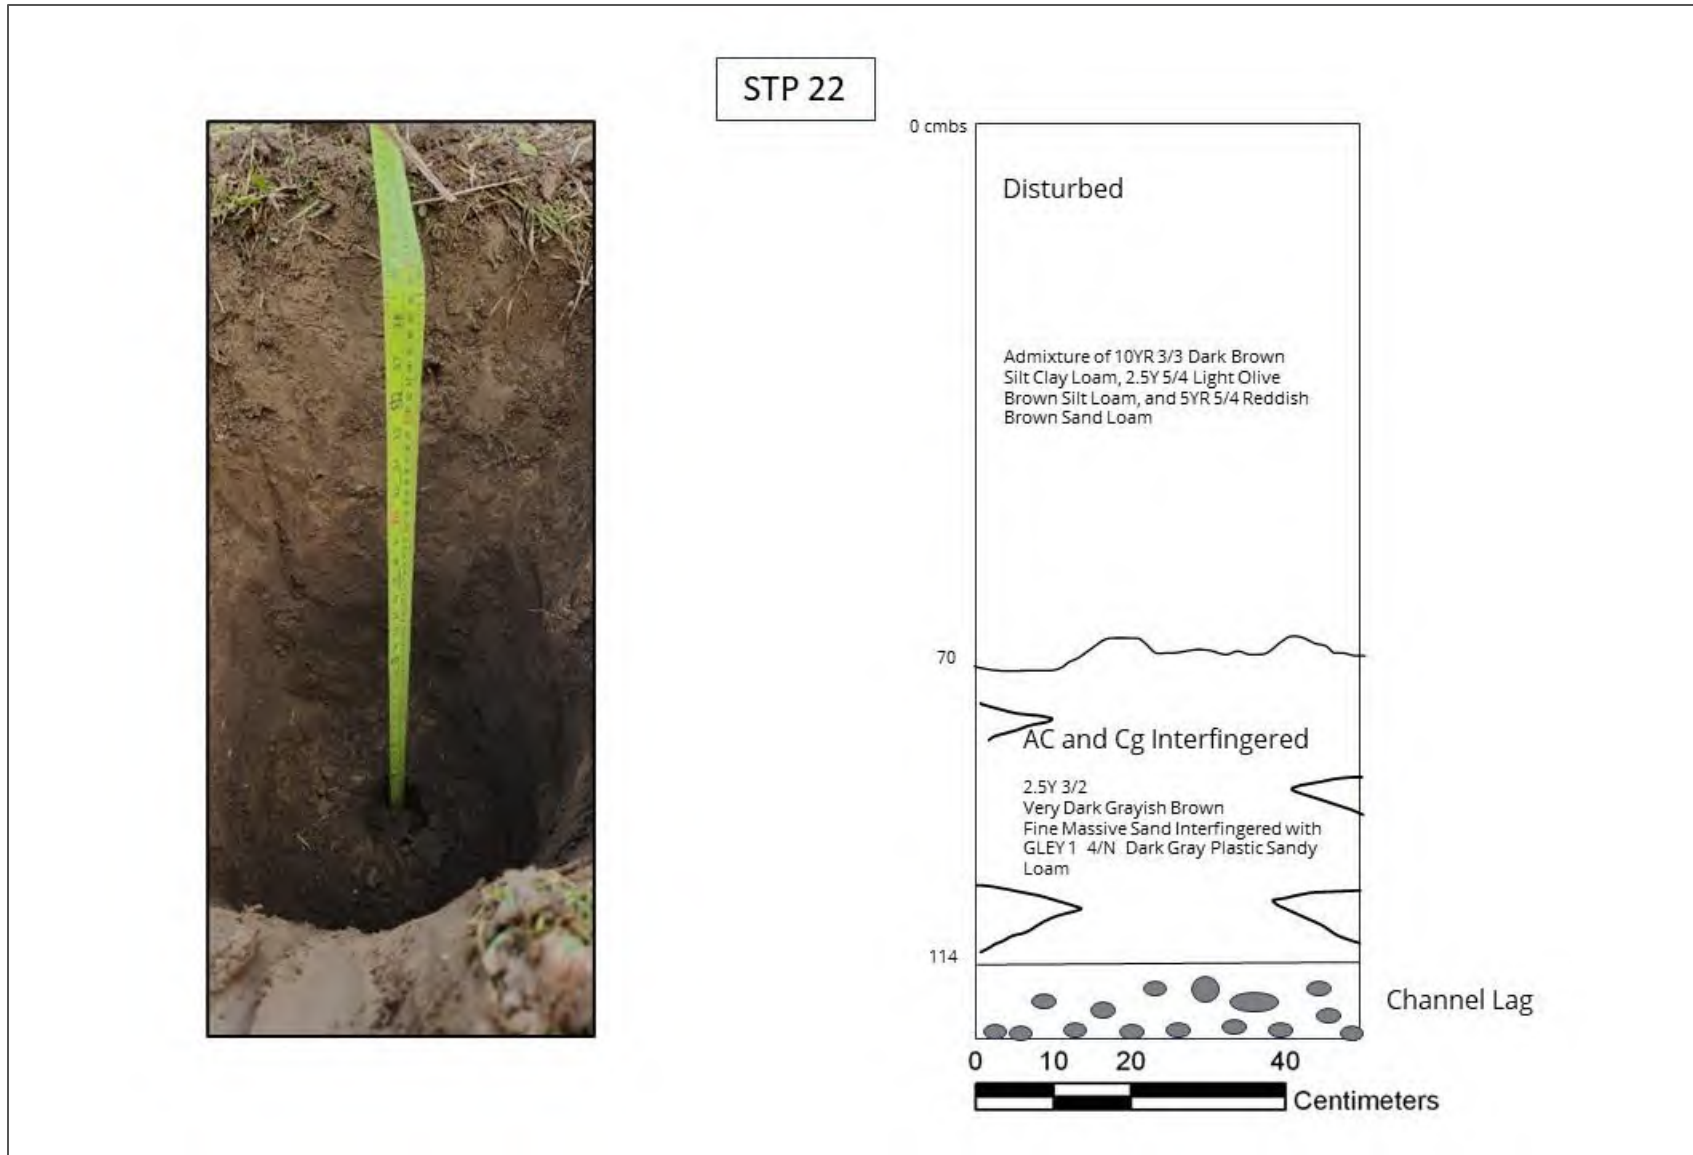 STP 22
0 cmbs
Disturbed
Admixture of 10YR 3/3 Dark Brown
Silt Clay Loam, 2.5Y 5/4 Light Olive
Brown Silt Loam, and 5YR 5/4 Reddish
Brown Sand Loam
70
AC and Cg Interfingered
2.5Y 3/2
Very Dark Grayish Brown
Fine Massive Sand Interfingered with
GLEY 1 4/N Dark Gray Plastic Sandy
Loam
114
Channel Lag
0 10 20 40
Centimeters